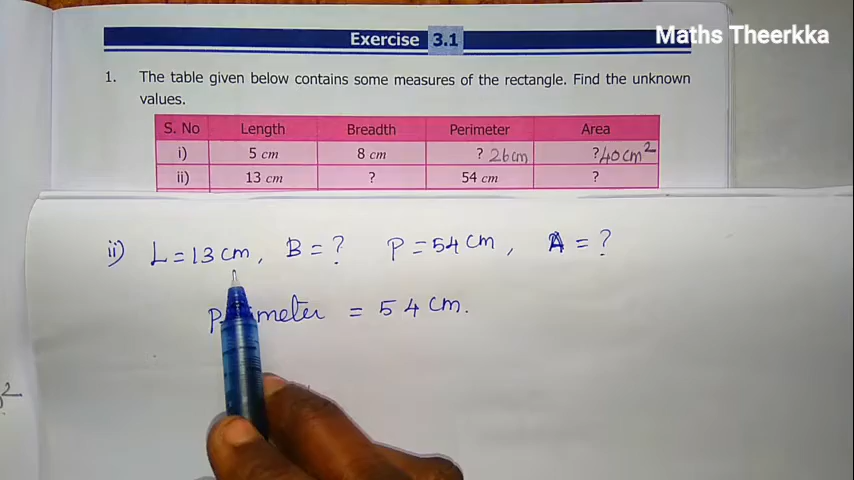 Maths Theerkka
Exercise 3.1
1. The table given below contains some measures of the rectangle. Find the unknown
values.
S. No Length Breadth Perimeter Area
i) 5 cm 8 cm ? 26cm ? 40cm²
ii) 13 cm ? 54 cm ?
ii) L = 13 cm, B = ? P = 54 cm, A = ?
= 54 cm.